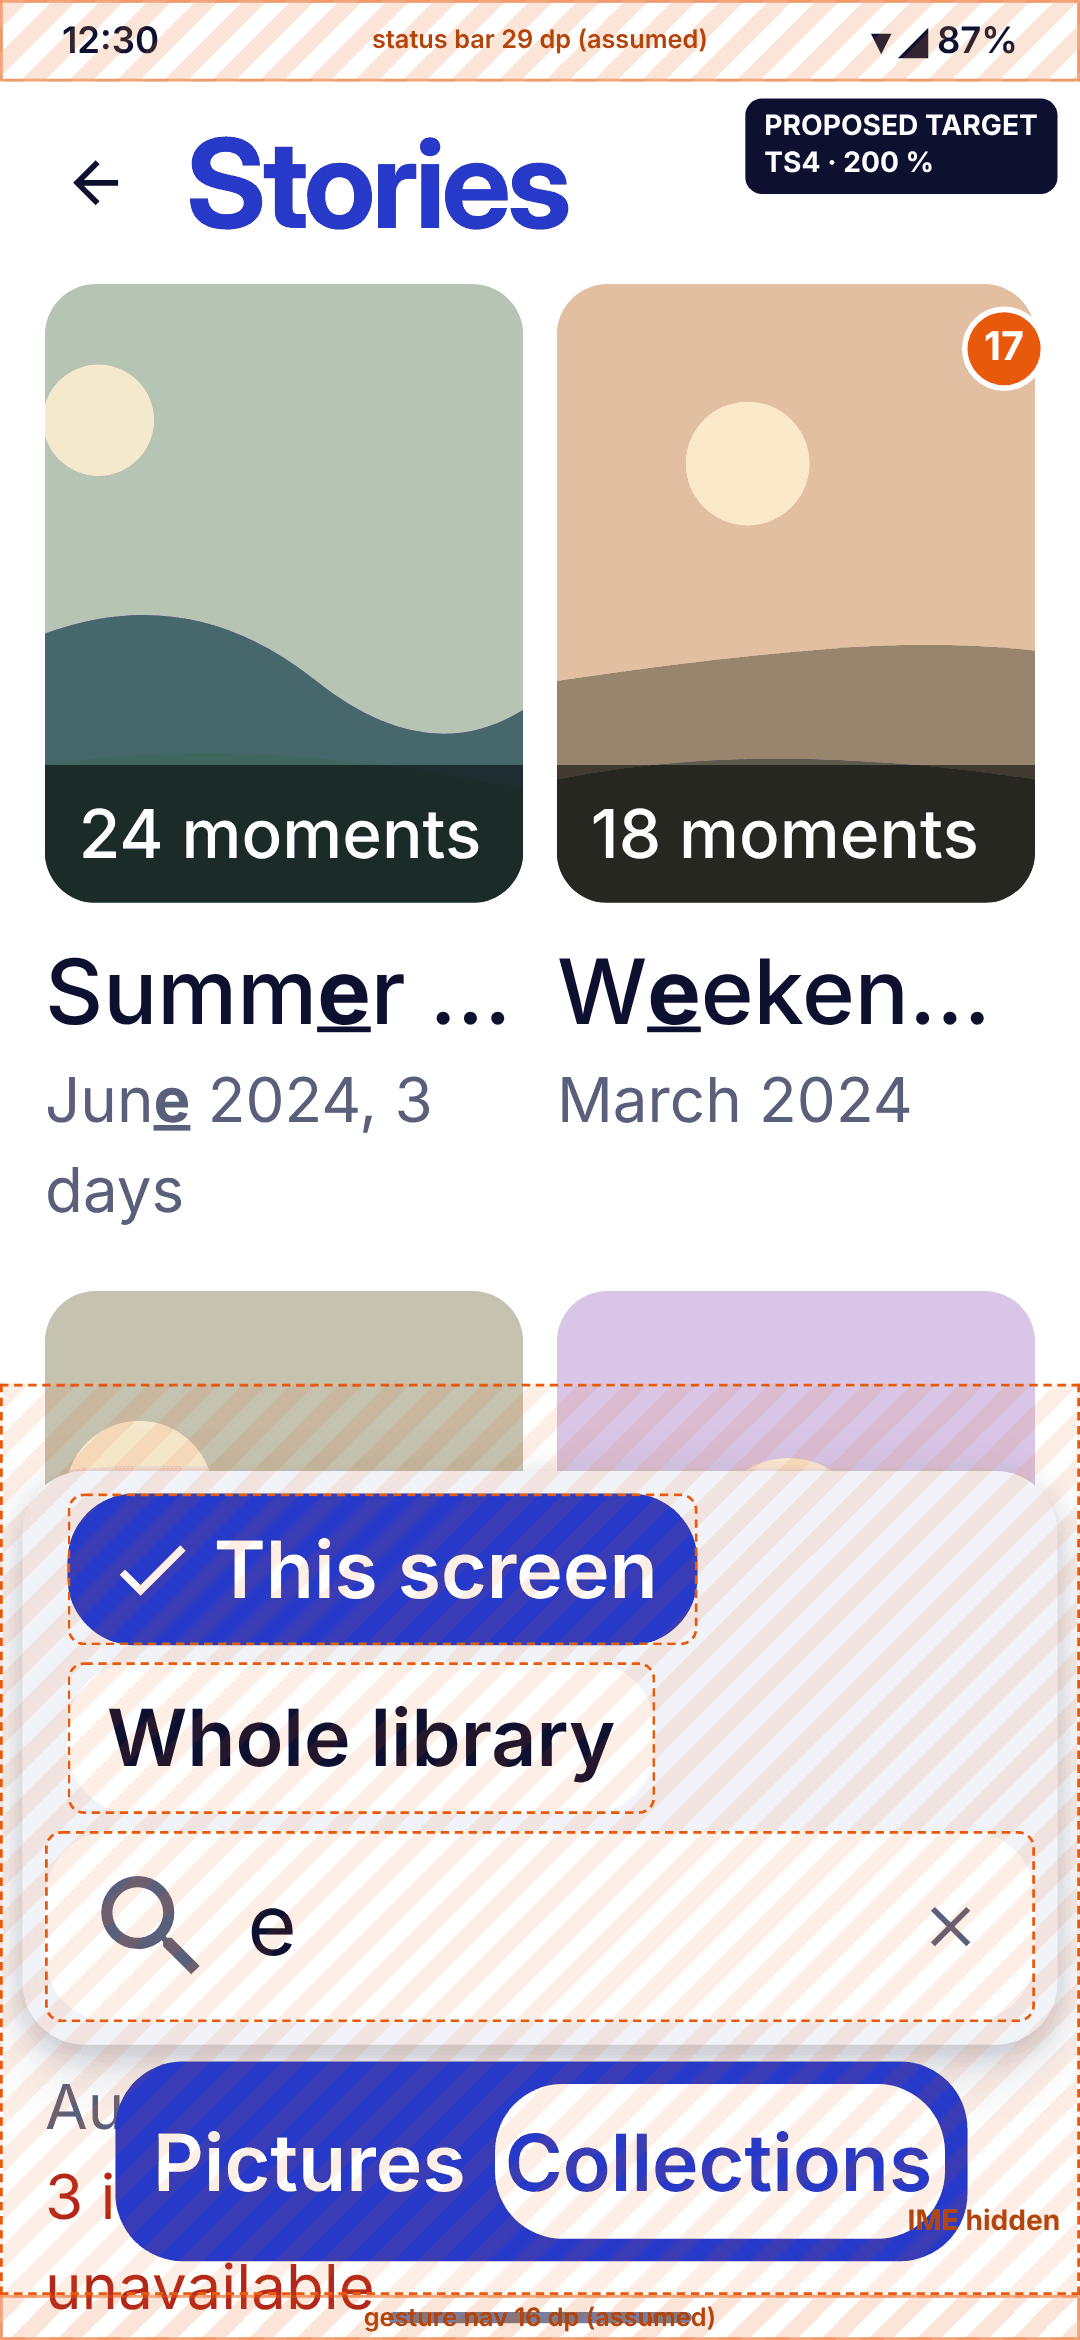 12:30
status bar 29 dp (assumed)
87%
PROPOSED TARGET
TS4 · 200 %
Stories
17
24 moments
18 moments
Summer ...
Weeken...
June 2024, 3
days
March 2024
This screen
Whole library
e
Au
3 i
unavailable
Pictures
Collections
IME hidden
gesture nav 16 dp (assumed)